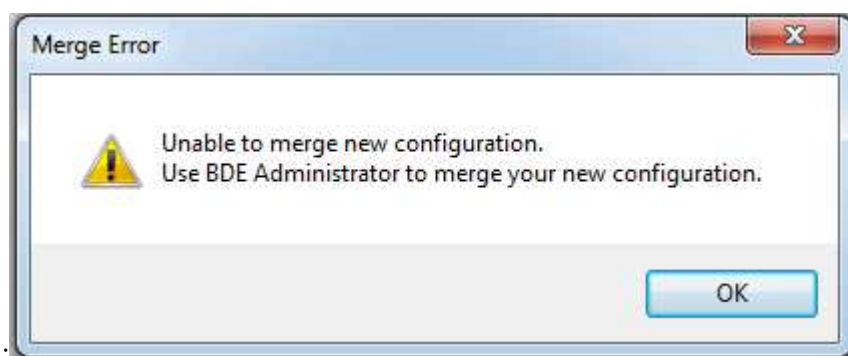 Merge Error
Unable to merge new configuration.
Use BDE Administrator to merge your new configuration.
OK
.